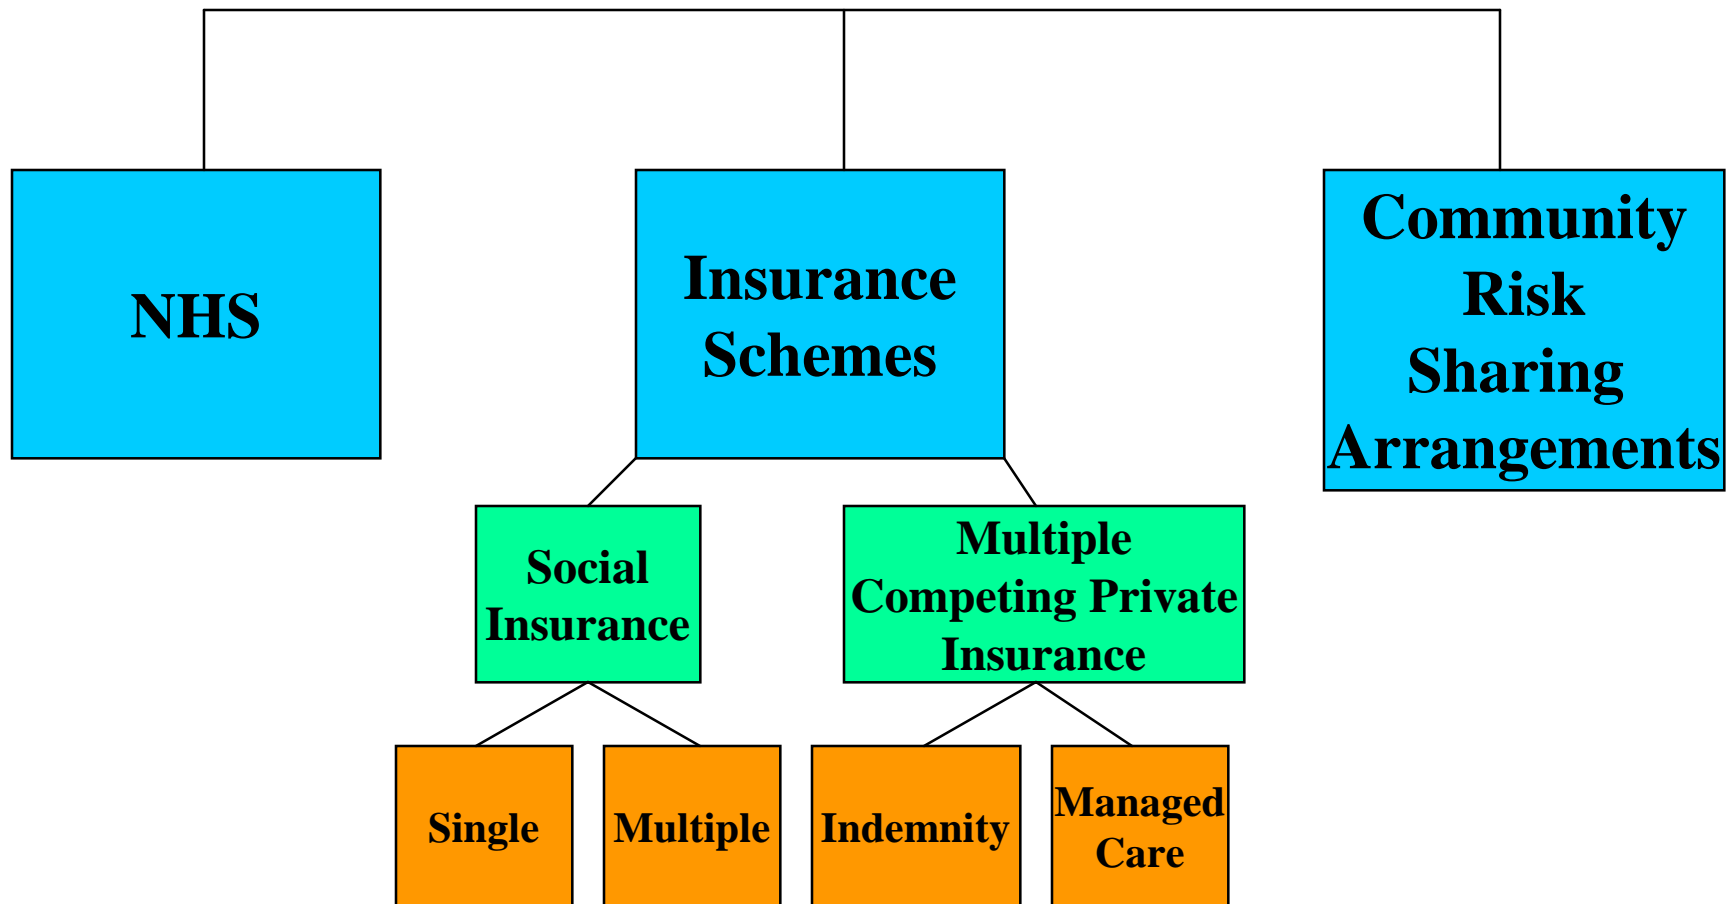 NHS
Insurance
Schemes
Community
Risk
Sharing
Arrangements
Social
Insurance
Multiple
Competing Private
Insurance
Single
Multiple
Indemnity
Managed
Care